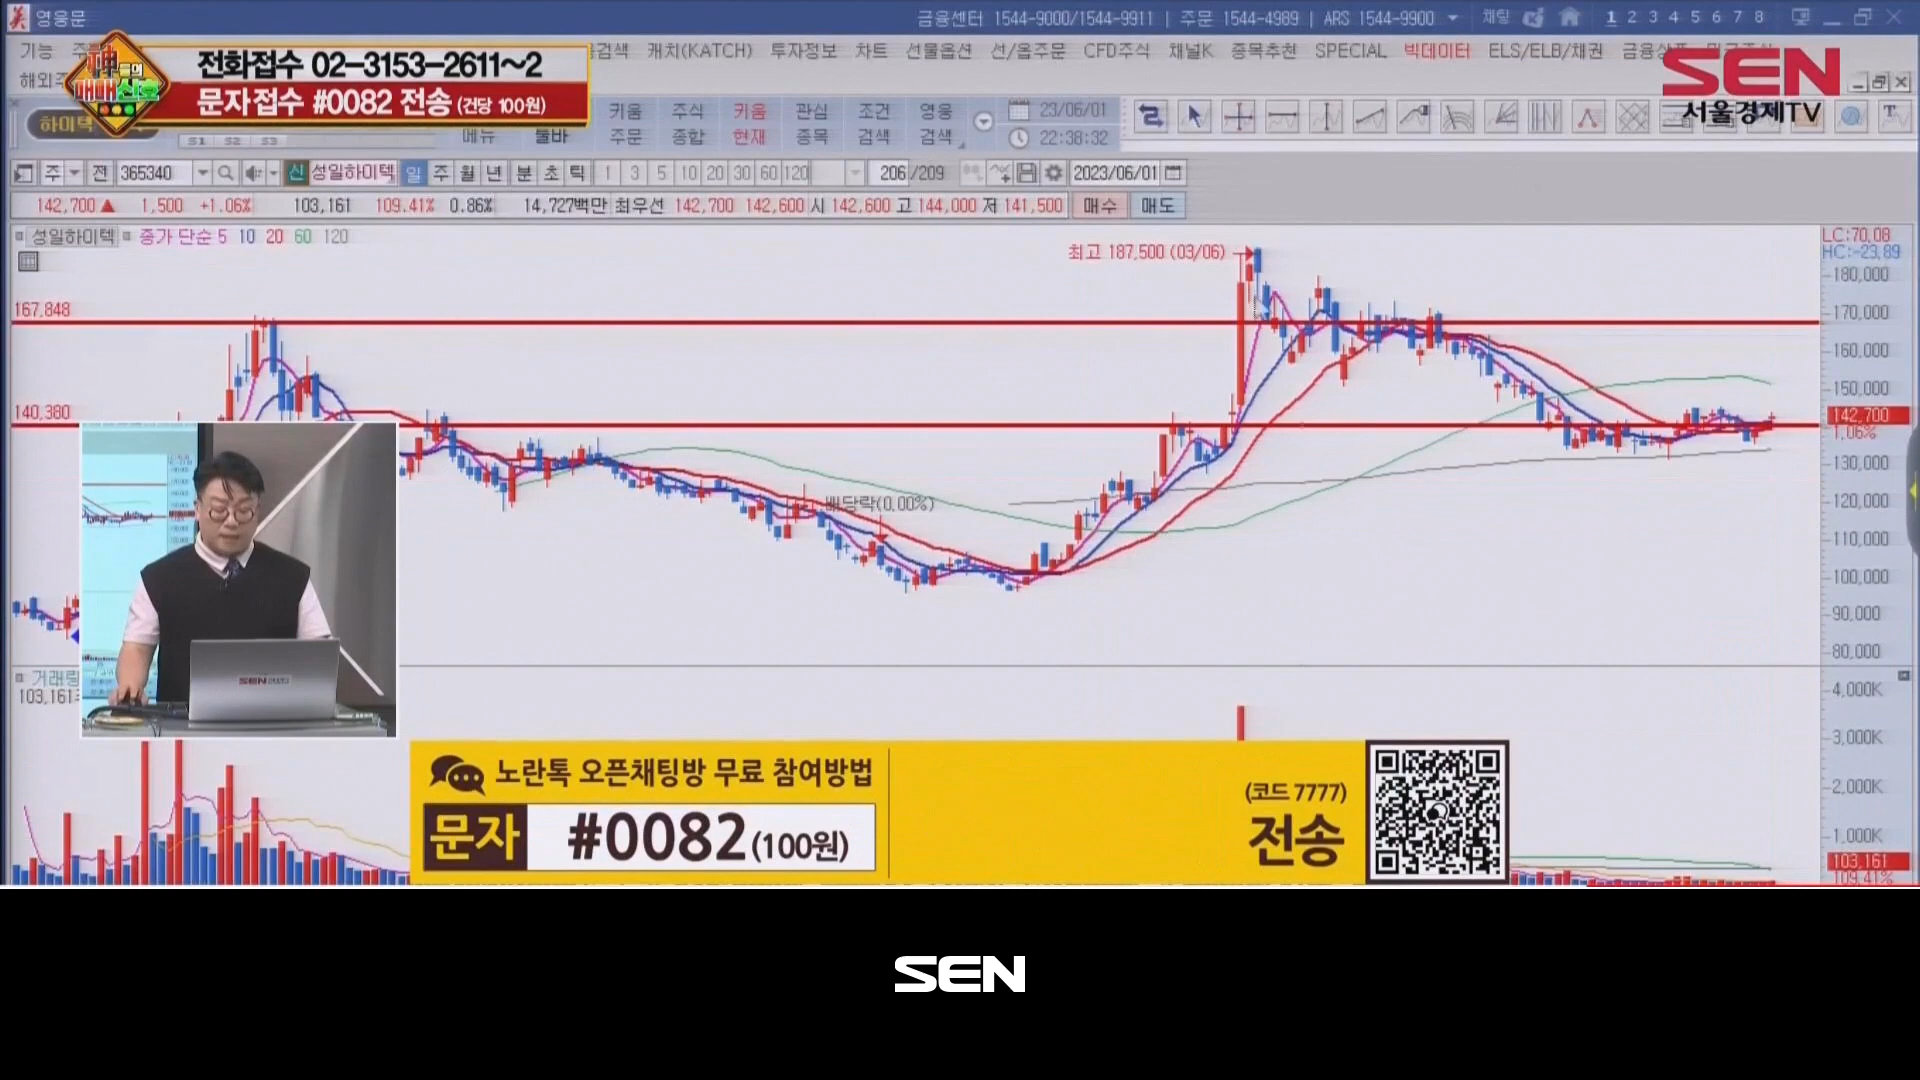 영웅문
금융센터 1544-9000/1544-9911 | 주문 1544-4989 | ARS 1544-9900
채팅 1 2 3 4 5 6 7 8
기능
검색 캐치(KATCH) 투자정보 차트 선물옵션 선/옵주문 CFD주식 채널K 종목추천 SPECIAL 빅데이터 ELS/ELB/채권
神들의
매매신호
전화접수 02-3153-2611~2
문자접수 #0082 전송 (건당 100원)
SEN
서울경제TV
하이텍
S1 S2 S3
메뉴 툴바
키움 주식 키움 관심 조건 영웅
주문 종합 현재 종목 검색 검색
23/06/01
22:38:32
주 전 365340 신 성일하이텍 일 주 월 년 분 초 틱 1 3 5 10 20 30 60 120 206 /209 2023/06/01
142,700 ▲ 1,500 +1.06% 103,161 109.41% 0.86% 14,727백만 최우선 142,700 142,600 시 142,600 고 144,000 저 141,500 매수 매도
성일하이텍 종가 단순 5 10 20 60 120
최고 187,500 (03/06)
LC:70.08
HC:-23.89
180,000
167,848
170,000
160,000
150,000
140,380
142,700
1.06%
130,000
배당락(0.00%)
120,000
110,000
100,000
90,000
80,000
거래량
103,161
SEN
4,000K
3,000K
2,000K
1,000K
103,161
109.41%
노란톡 오픈채팅방 무료 참여방법
문자 #0082 (100원)
(코드 7777)
전송
SEN